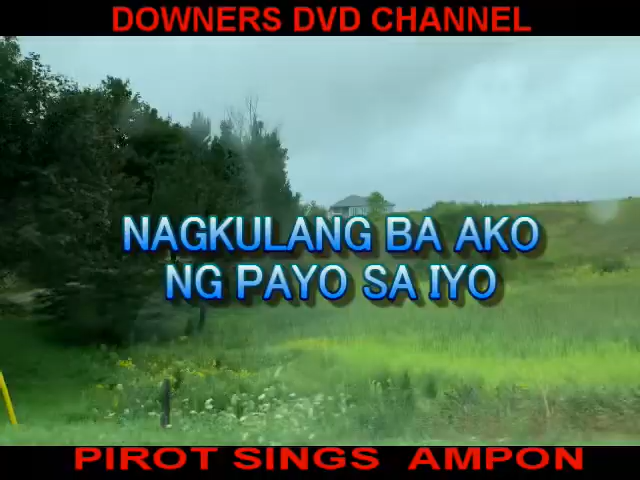 DOWNERS DVD CHANNEL
NAGKULANG BA AKO
NG PAYO SA IYO
PIROT SINGS AMPON